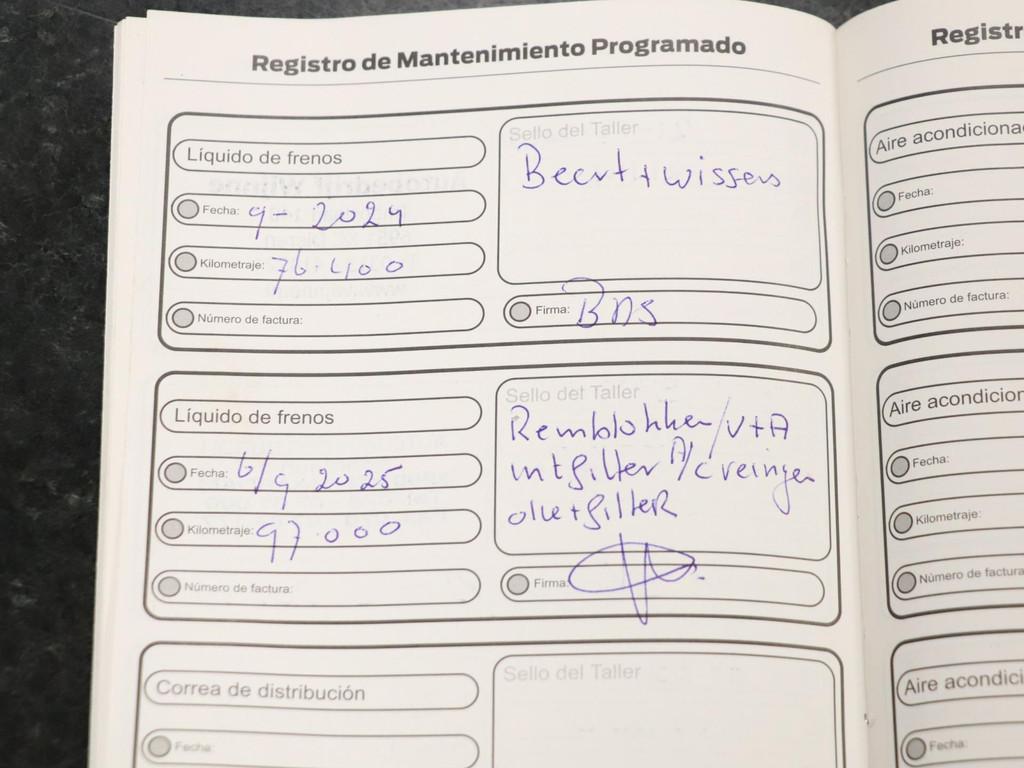 Registro de Mantenimiento Programado
Líquido de frenos
Fecha: 9-2024
Kilometraje: 76.400
Número de factura:
Sello del Taller
Beurt + wissen
Firma: BNS
Líquido de frenos
Fecha: 6/9 2025
Kilometraje: 97.000
Número de factura:
Sello del Taller
Remblokken/V+A
intfilter A/C reinigen
olie+filter
Firma:
Correa de distribución
Fecha:
Sello del Taller
Registr
Aire acondiciona
Fecha:
Kilometraje:
Número de factura:
Aire acondicion
Fecha:
Kilometraje:
Número de factura
Aire acondici
Fecha: